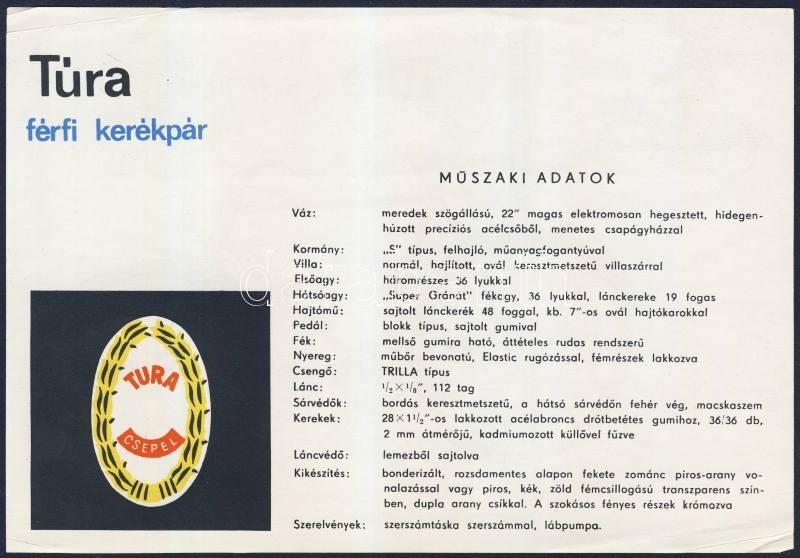 Túra
férfi kerékpár
MŰSZAKI ADATOK
Váz: meredek szögállású, 22″ magas elektromosan hegesztett, hidegen-
húzott precíziós acélcsőből, menetes csapágyházzal
Kormány: „S" típus, felhajló, műanyagfogantyúval
Villa: normál, hajlított, ovál keresztmetszetű villaszárral
Elsőagy: háromrészes 36 lyukkal
Hátsóagy: „Super Gránát" fékagy, 36 lyukkal, lánckereke 19 fogas
Hajtómű: sajtolt lánckerék 48 foggal, kb. 7″-os ovál hajtókarokkal
Pedál: blokk típus, sajtolt gumival
Fék: mellső gumira ható, áttételes rudas rendszerű
Nyereg: műbőr bevonatú, Elastic rugózással, fémrészek lakkozva
Csengő: TRILLA típus
Lánc: 1/2×1/8″, 112 tag
Sárvédők: bordás keresztmetszetű, a hátsó sárvédőn fehér vég, macskaszem
Kerekek: 28×1 1/2″-os lakkozott acélabroncs drótbetétes gumihoz, 36/36 db,
2 mm átmérőjű, kadmiumozott küllővel fűzve
Láncvédő: lemezből sajtolva
Kikészítés: bonderizált, rozsdamentes alapon fekete zománc piros-arany vo-
nalazással vagy piros, kék, zöld fémcsillogású transzparens szín-
ben, dupla arany csíkkal. A szokásos fényes részek krómozva
Szerelvények: szerszámtáska szerszámmal, lábpumpa.
TURA
CSEPEL